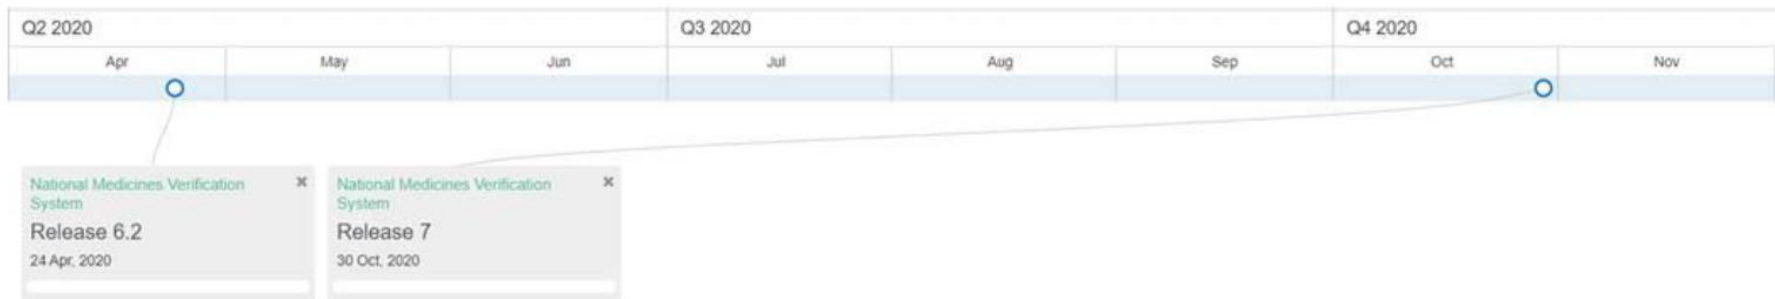 Q2 2020 Q3 2020 Q4 2020
Apr May Jun Jul Aug Sep Oct Nov
National Medicines Verification
System
Release 6.2
24 Apr, 2020
National Medicines Verification
System
Release 7
30 Oct, 2020